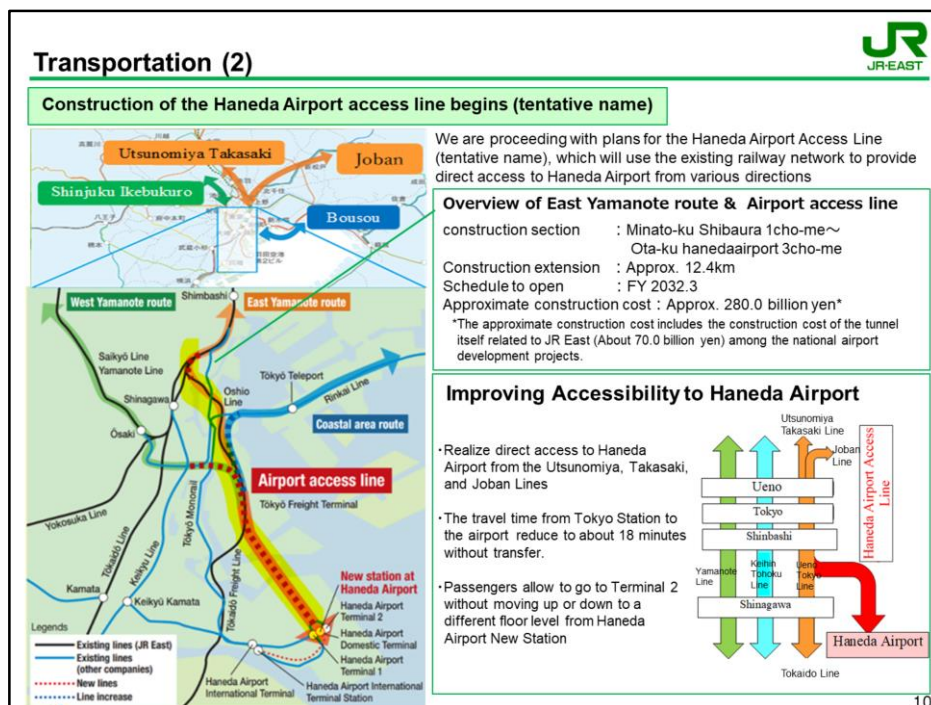 Transportation (2)
JR
JR-EAST
Construction of the Haneda Airport access line begins (tentative name)
Utsunomiya Takasaki
Joban
Shinjuku Ikebukuro
Bousou
We are proceeding with plans for the Haneda Airport Access Line
(tentative name), which will use the existing railway network to provide
direct access to Haneda Airport from various directions
Overview of East Yamanote route & Airport access line
construction section : Minato-ku Shibaura 1cho-me～
Ota-ku hanedaairport 3cho-me
Construction extension : Approx. 12.4km
Schedule to open : FY 2032.3
Approximate construction cost : Approx. 280.0 billion yen*
*The approximate construction cost includes the construction cost of the tunnel
itself related to JR East (About 70.0 billion yen) among the national airport
development projects.
West Yamanote route
Shimbashi
East Yamanote route
Saikyō Line
Yamanote Line
Shinagawa
Ōsaki
Oshio
Line
Tōkyō Teleport
Rinkai Line
Coastal area route
Airport access line
Tōkyō Freight Terminal
Yokosuka Line
Tōkaidō Line
Keikyu Line
Tōkyō Monorail
Tōkaidō Freight Line
Kamata
Keikyū Kamata
New station at
Haneda Airport
Haneda Airport
Terminal 2
Haneda Airport
Domestic Terminal
Haneda Airport
Terminal 1
Haneda Airport
International Terminal
Haneda Airport International
Terminal Station
Legends
Existing lines (JR East)
Existing lines
(other companies)
New lines
Line increase
Improving Accessibility to Haneda Airport
・Realize direct access to Haneda
Airport from the Utsunomiya, Takasaki,
and Joban Lines
・The travel time from Tokyo Station to
the airport reduce to about 18 minutes
without transfer.
・Passengers allow to go to Terminal 2
without moving up or down to a
different floor level from Haneda
Airport New Station
Utsunomiya
Takasaki Line
Joban
Line
Haneda Airport Access
Line
Ueno
Tokyo
Shinbashi
Yamanote
Line
Keihin
Tohoku
Line
Ueno
Tokyo
Line
Shinagawa
Haneda Airport
Tokaido Line
10